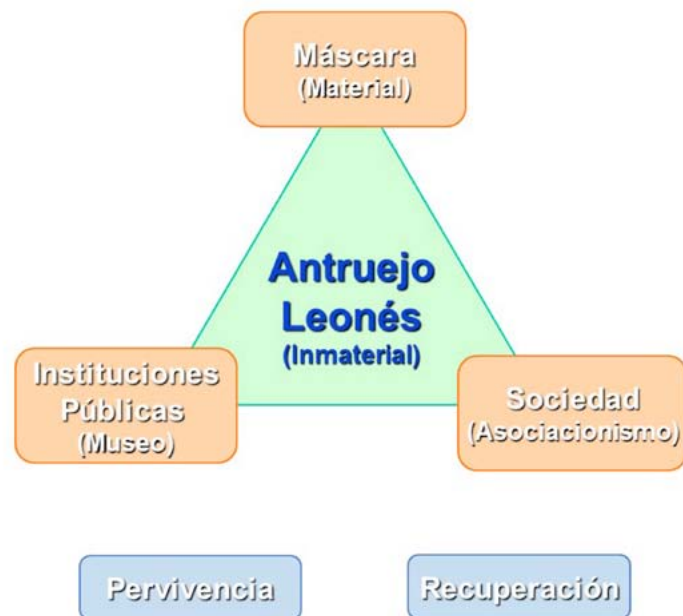 Máscara
(Material)
Antruejo
Leonés
(Inmaterial)
Instituciones
Públicas
(Museo)
Sociedad
(Asociacionismo)
Pervivencia
Recuperación